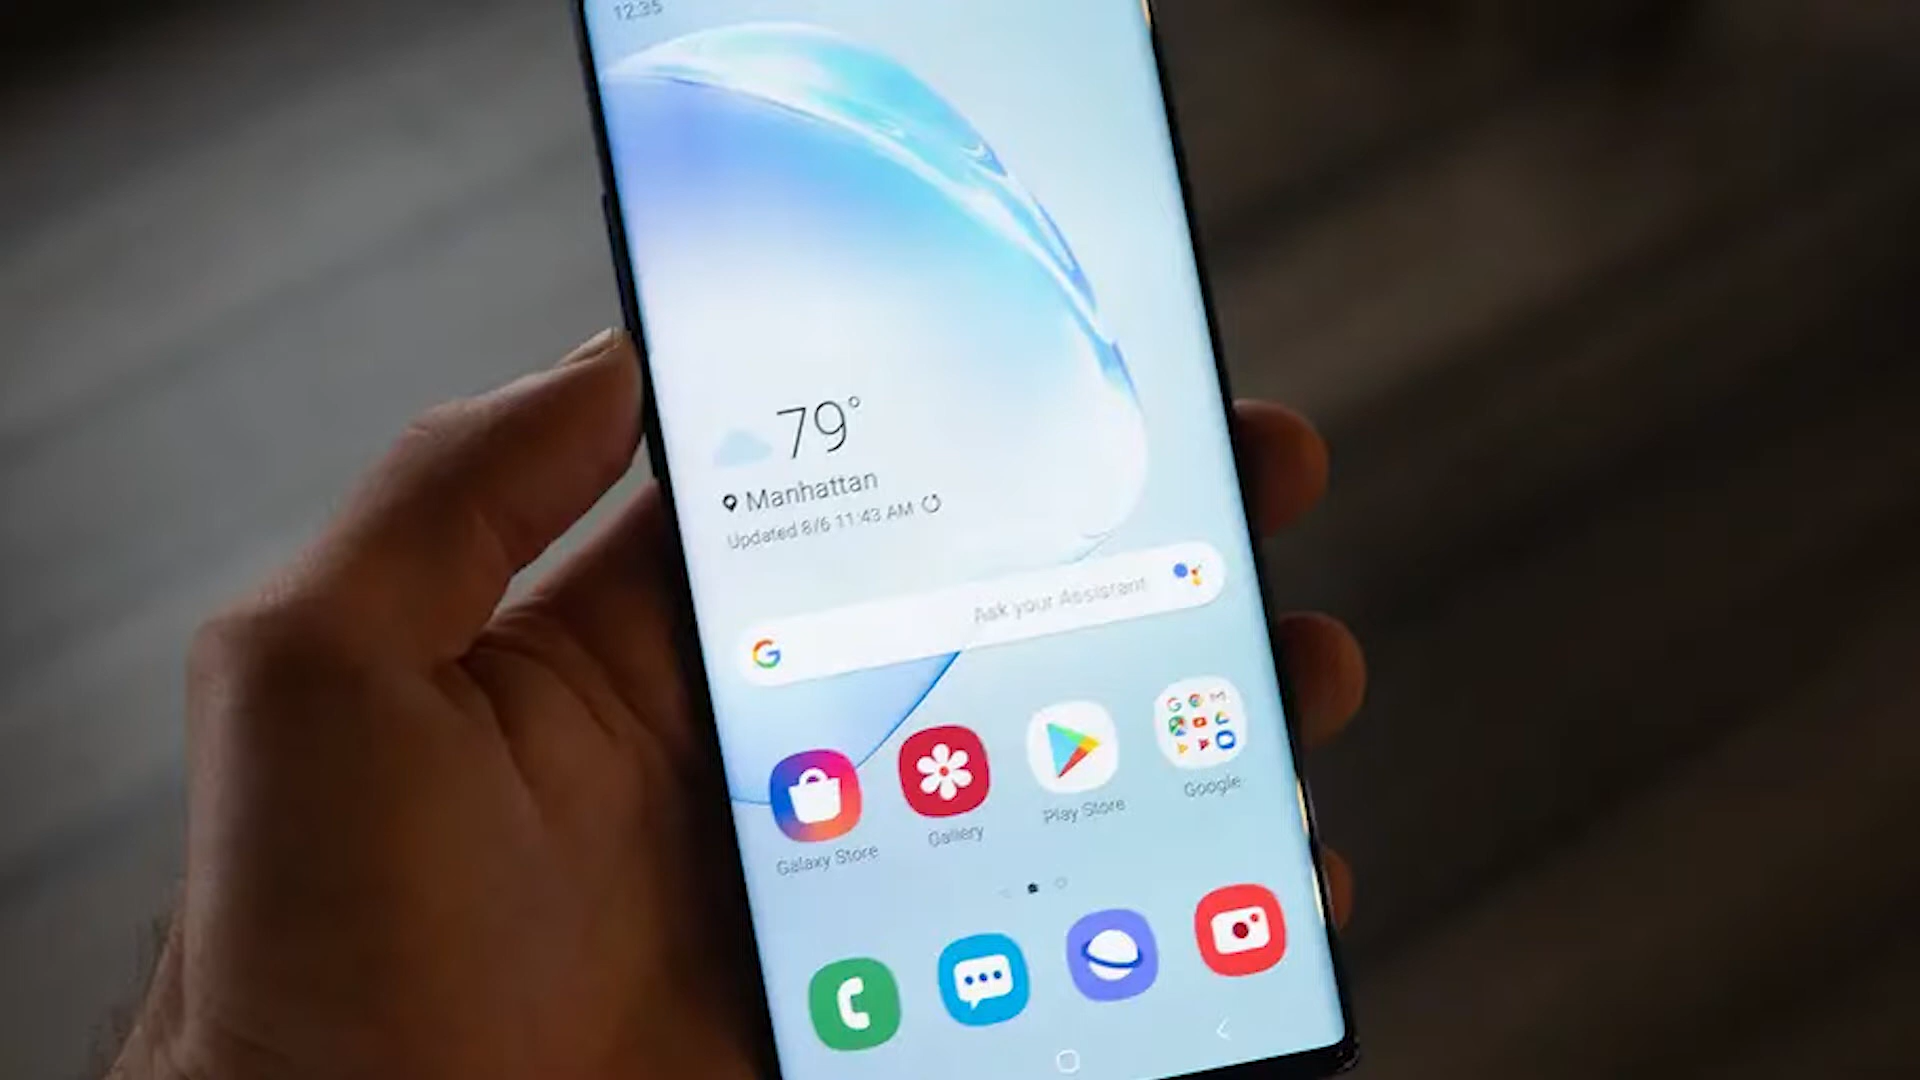 12:35
79°
Manhattan
Updated 8/6 11:43 AM
Ask your Assistant
Galaxy Store
Gallery
Play Store
Google